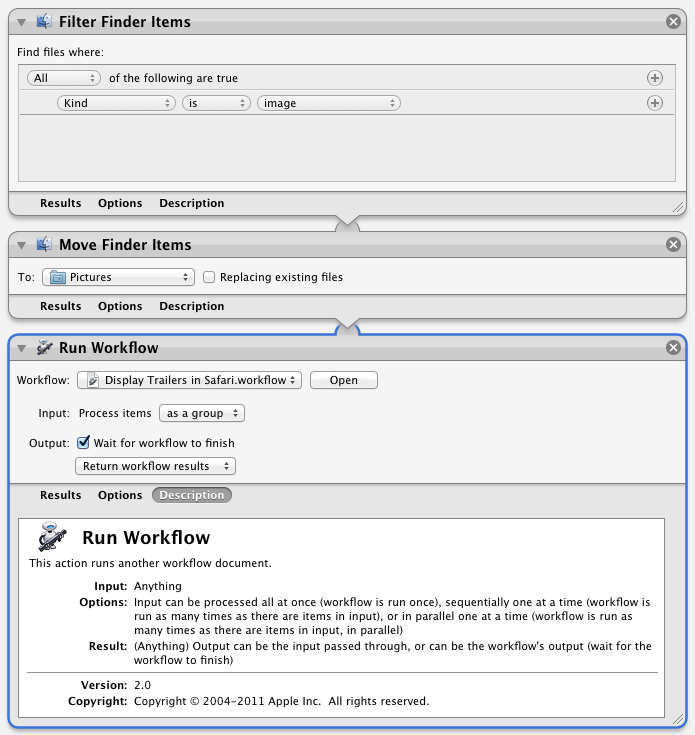 Filter Finder Items
Find files where:
All of the following are true
Kind is image
Results Options Description
Move Finder Items
To: Pictures Replacing existing files
Results Options Description
Run Workflow
Workflow: Display Trailers in Safari.workflow Open
Input: Process items as a group
Output: Wait for workflow to finish
Return workflow results
Results Options Description
Run Workflow
This action runs another workflow document.
Input: Anything
Options: Input can be processed all at once (workflow is run once), sequentially one at a time (workflow is
run as many times as there are items in input), or in parallel one at a time (workflow is run as
many times as there are items in input, in parallel)
Result: (Anything) Output can be the input passed through, or can be the workflow's output (wait for the
workflow to finish)
Version: 2.0
Copyright: Copyright © 2004-2011 Apple Inc. All rights reserved.